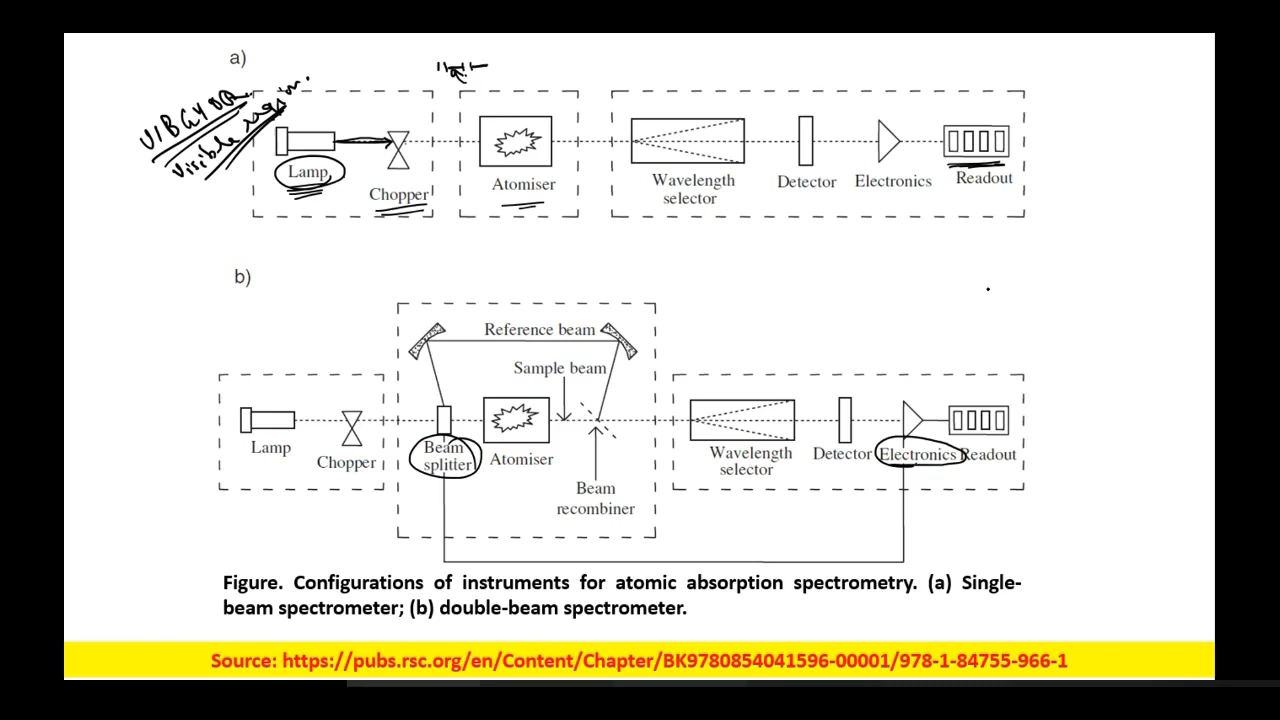 a)
VIBGYOR
Visible region.
Lamp
Chopper
Atomiser
Wavelength
selector
Detector
Electronics
Readout
b)
Reference beam
Sample beam
Lamp
Chopper
Beam
splitter
Atomiser
Beam
recombiner
Wavelength
selector
Detector
Electronics
Readout
Figure. Configurations of instruments for atomic absorption spectrometry. (a) Single-
beam spectrometer; (b) double-beam spectrometer.
Source: https://pubs.rsc.org/en/Content/Chapter/BK9780854041596-00001/978-1-84755-966-1